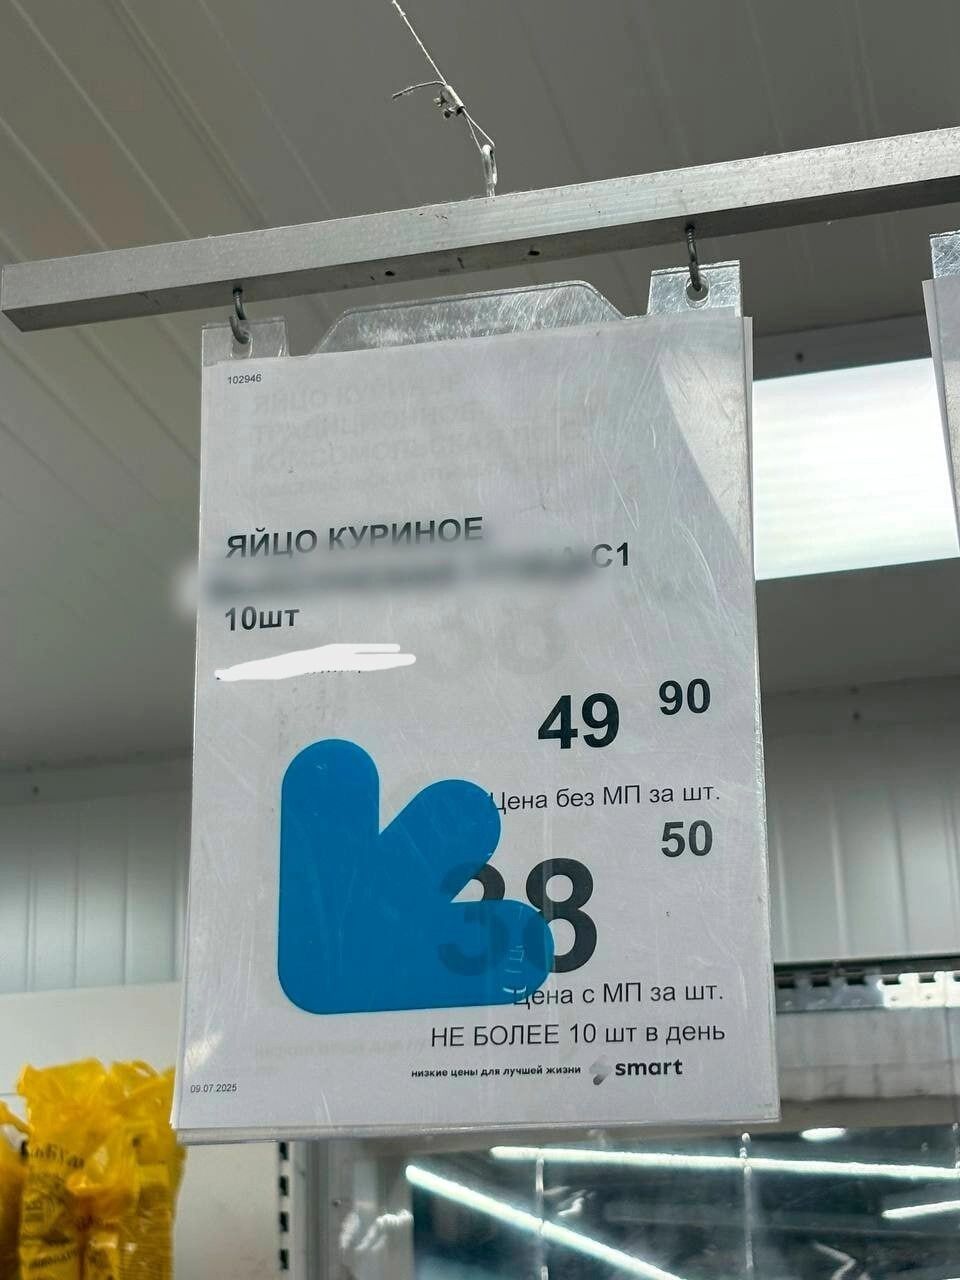 102946
ЯЙЦО КУРИНОЕ
С1
10шт
49 90
Цена без МП за шт.
38 50
Цена с МП за шт.
НЕ БОЛЕЕ 10 шт в день
низкие цены для лучшей жизни smart
09.07.2025